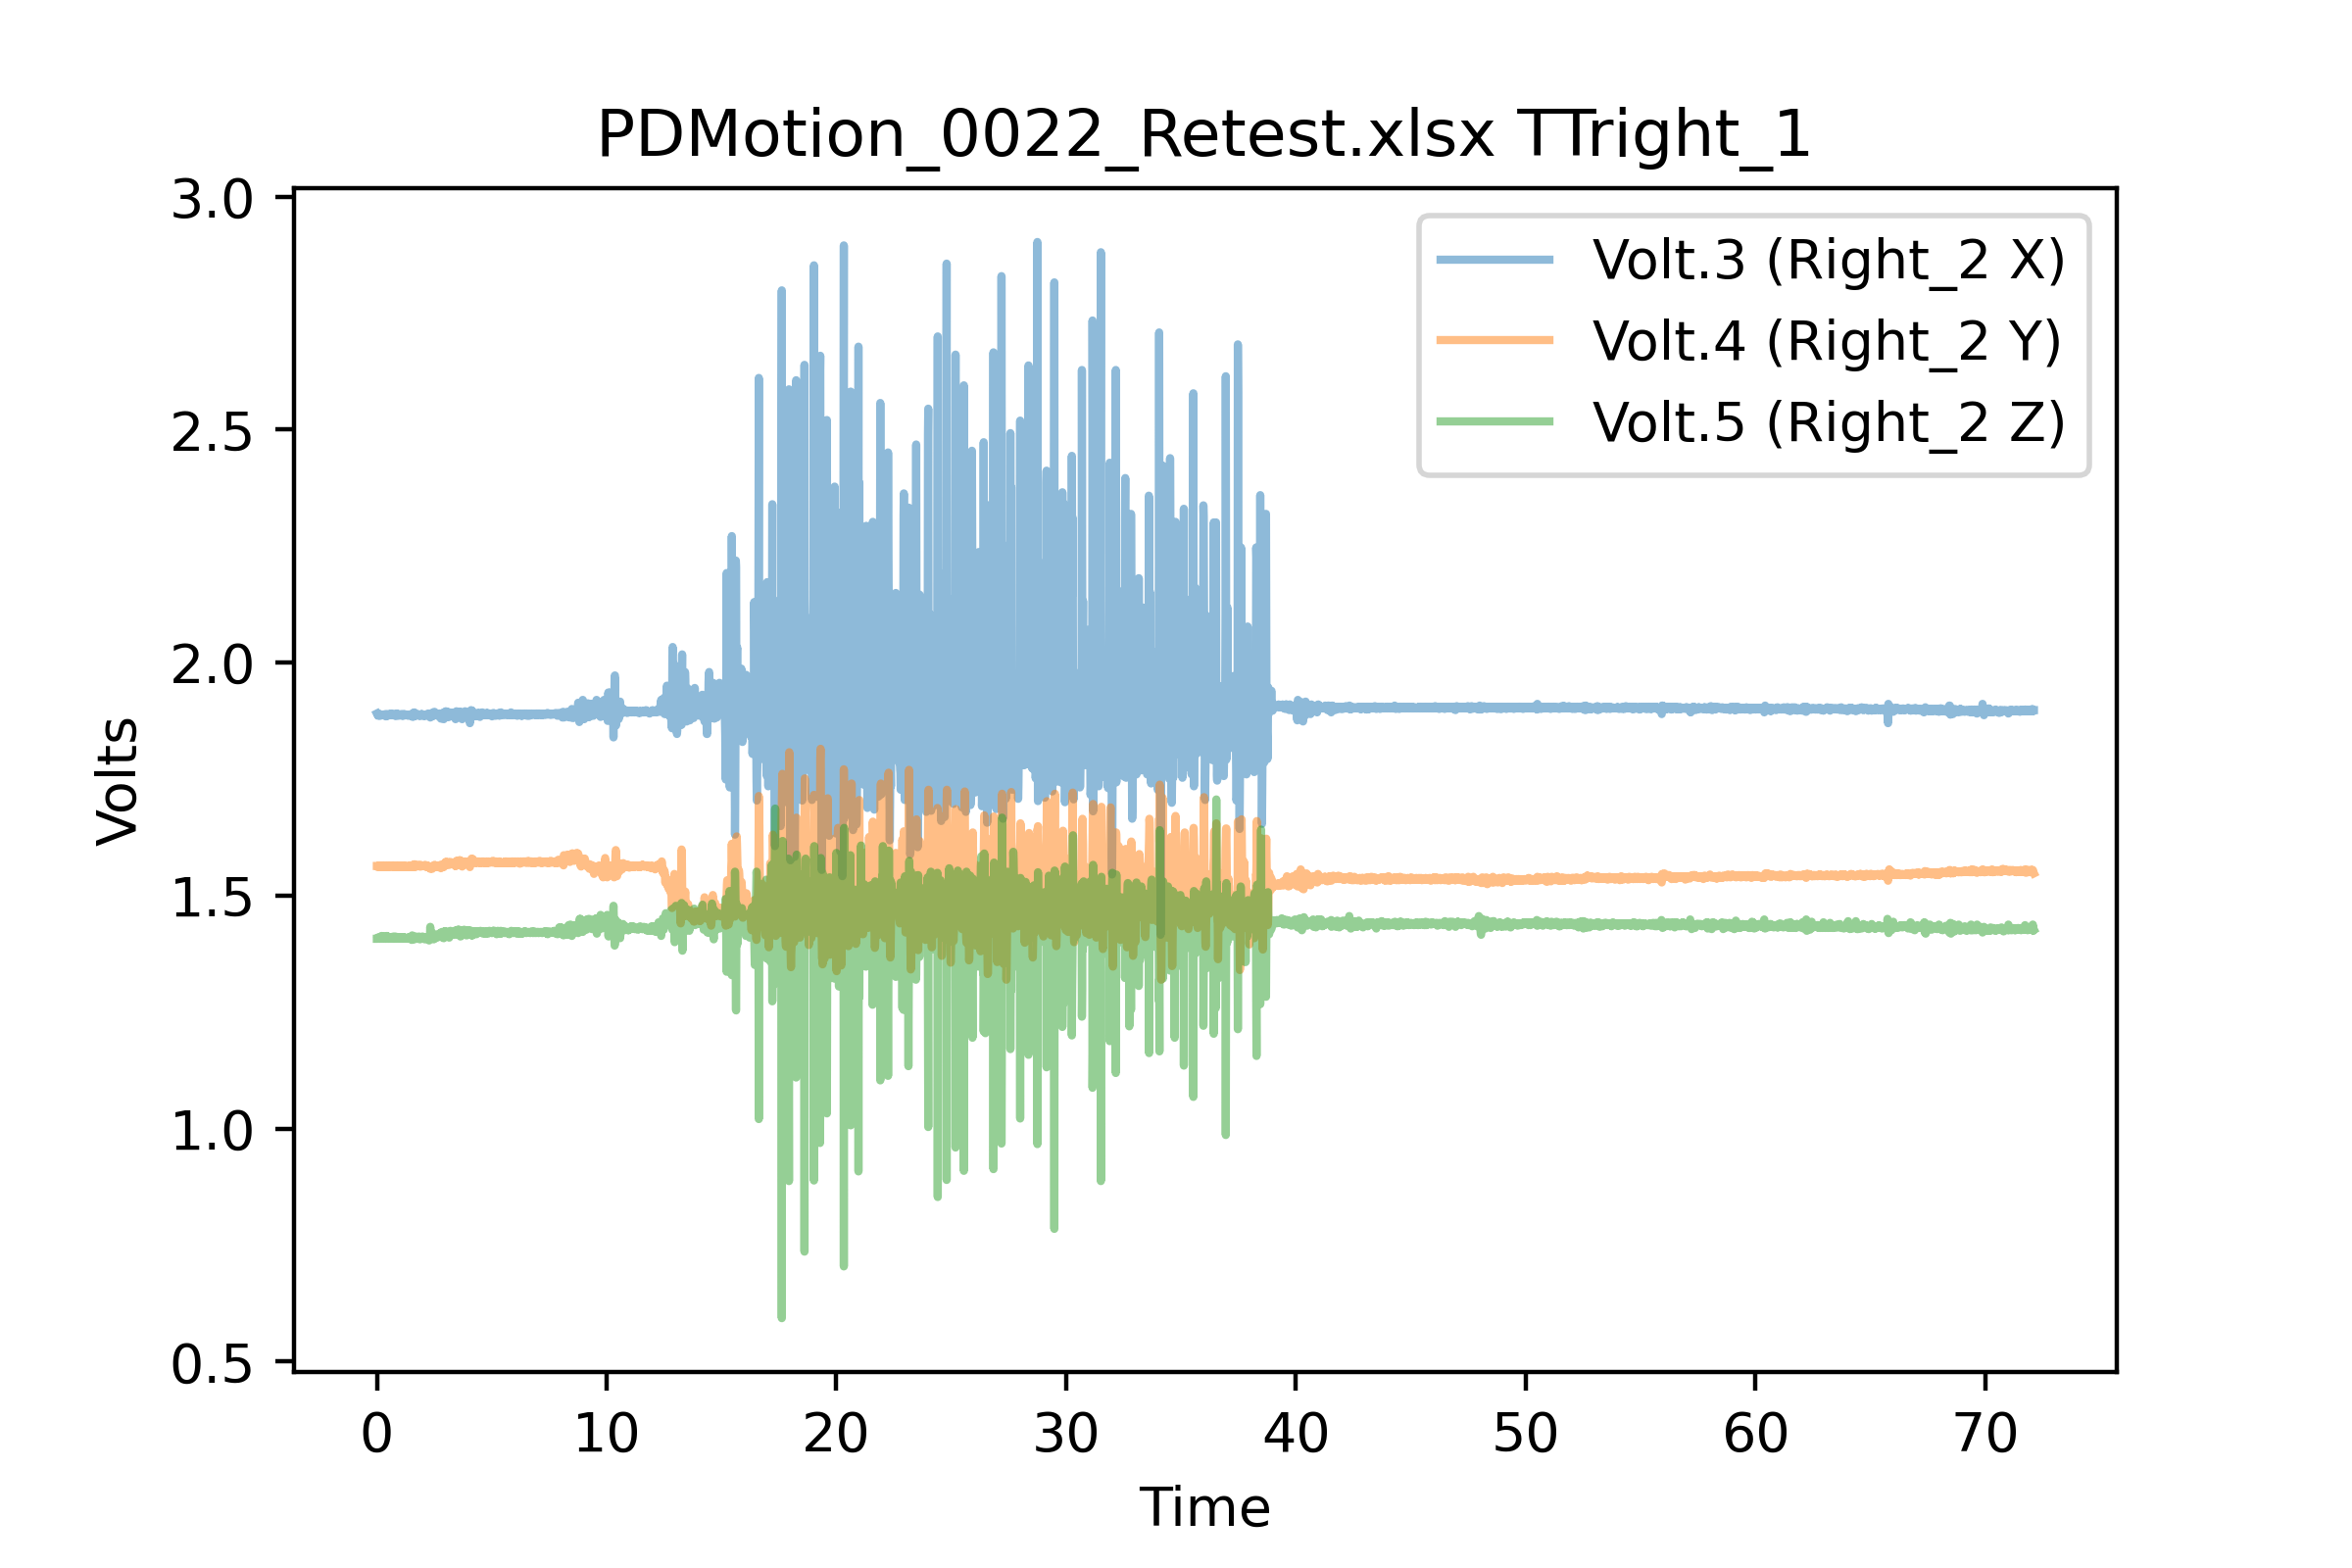 PDMotion_0022_Retest.xlsx TTright_1
3.0
2.5
2.0
1.5
1.0
0.5
Volts
Volt.3 (Right_2 X)
Volt.4 (Right_2 Y)
Volt.5 (Right_2 Z)
0 10 20 30 40 50 60 70
Time